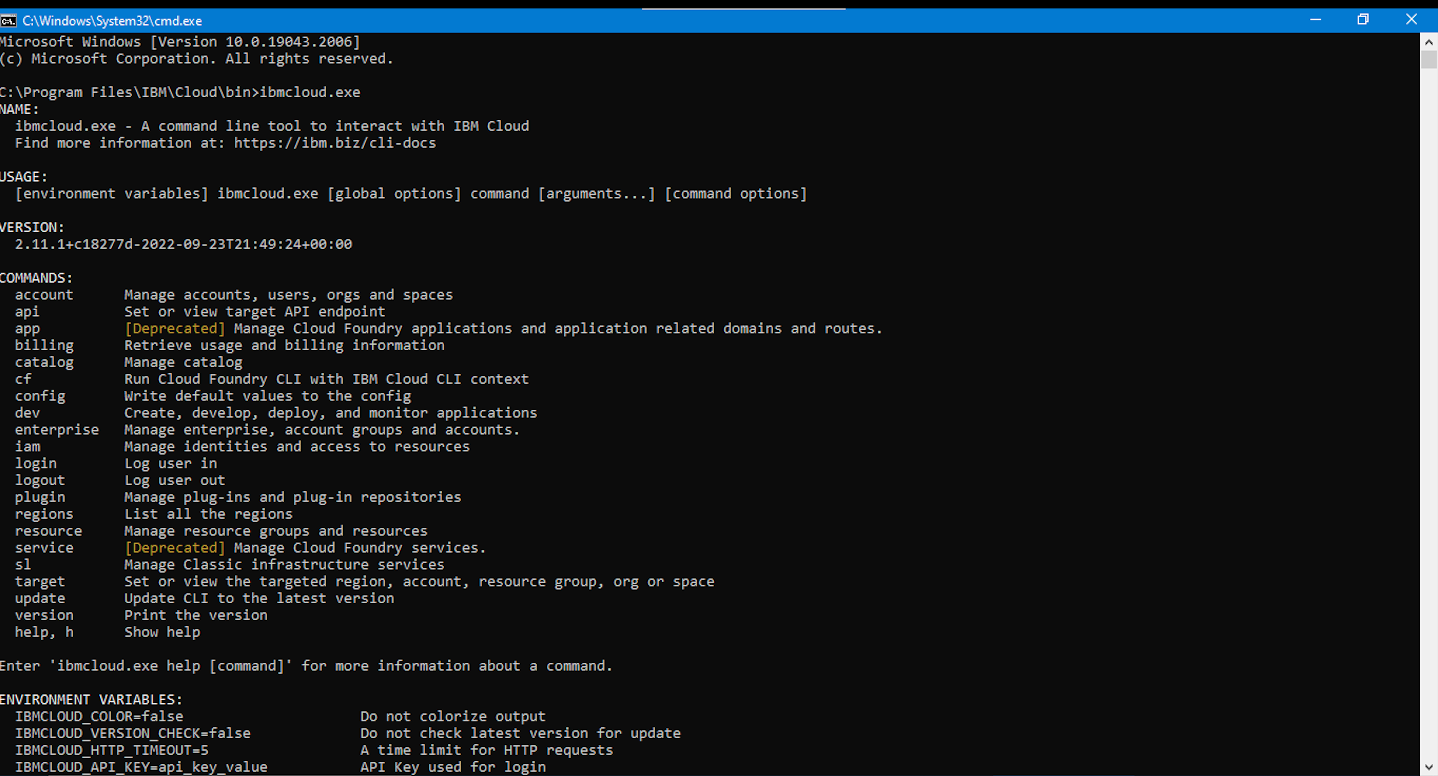 C:\Windows\System32\cmd.exe
Microsoft Windows [Version 10.0.19043.2006]
(c) Microsoft Corporation. All rights reserved.
C:\Program Files\IBM\Cloud\bin>ibmcloud.exe
NAME:
ibmcloud.exe - A command line tool to interact with IBM Cloud
Find more information at: https://ibm.biz/cli-docs
USAGE:
[environment variables] ibmcloud.exe [global options] command [arguments...] [command options]
VERSION:
2.11.1+c18277d-2022-09-23T21:49:24+00:00
COMMANDS:
account Manage accounts, users, orgs and spaces
api Set or view target API endpoint
app [Deprecated] Manage Cloud Foundry applications and application related domains and routes.
billing Retrieve usage and billing information
catalog Manage catalog
cf Run Cloud Foundry CLI with IBM Cloud CLI context
config Write default values to the config
dev Create, develop, deploy, and monitor applications
enterprise Manage enterprise, account groups and accounts.
iam Manage identities and access to resources
login Log user in
logout Log user out
plugin Manage plug-ins and plug-in repositories
regions List all the regions
resource Manage resource groups and resources
service [Deprecated] Manage Cloud Foundry services.
sl Manage Classic infrastructure services
target Set or view the targeted region, account, resource group, org or space
update Update CLI to the latest version
version Print the version
help, h Show help
Enter 'ibmcloud.exe help [command]' for more information about a command.
ENVIRONMENT VARIABLES:
IBMCLOUD_COLOR=false Do not colorize output
IBMCLOUD_VERSION_CHECK=false Do not check latest version for update
IBMCLOUD_HTTP_TIMEOUT=5 A time limit for HTTP requests
IBMCLOUD_API_KEY=api_key_value API Key used for login